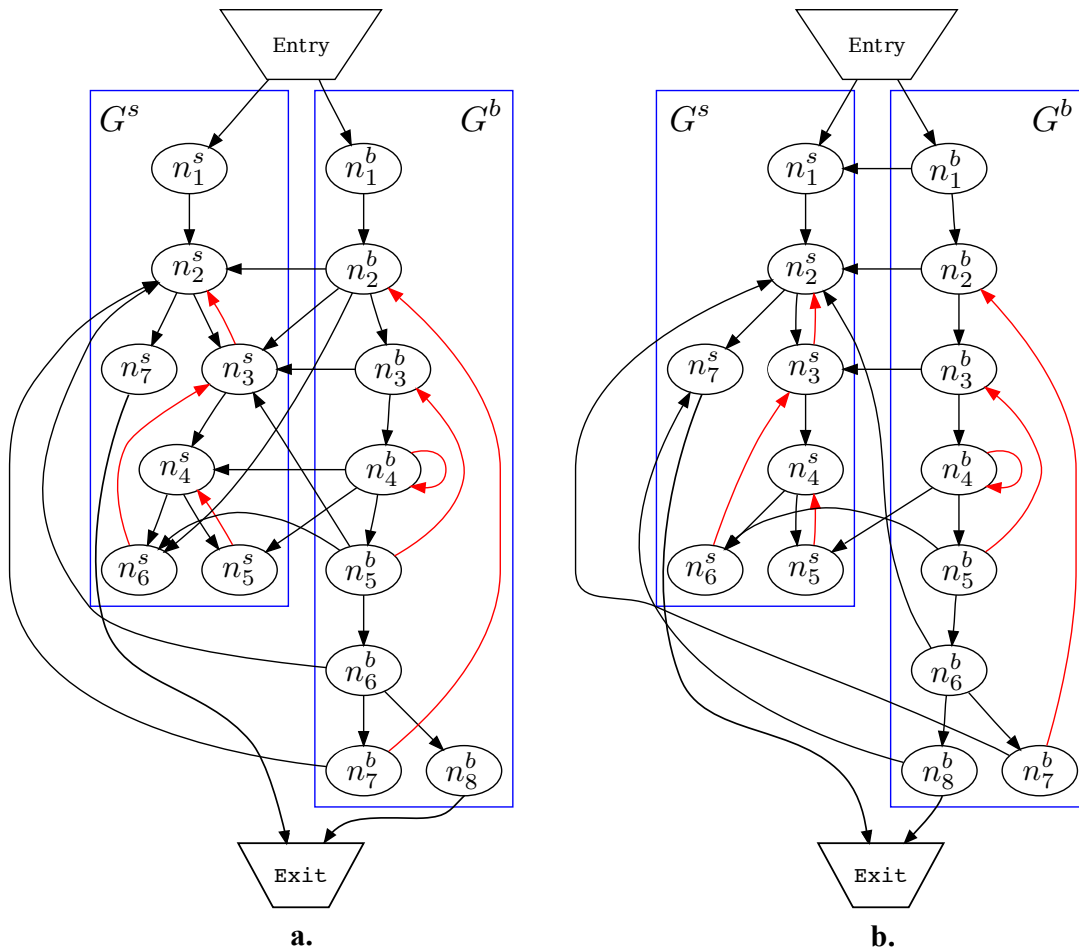 Entry
G^s
G^b
n_1^s
n_1^b
n_2^s
n_2^b
n_7^s
n_3^s
n_3^b
n_4^s
n_4^b
n_6^s
n_5^s
n_5^b
n_6^b
n_7^b
n_8^b
Exit
a.
Entry
G^s
G^b
n_1^s
n_1^b
n_2^s
n_2^b
n_7^s
n_3^s
n_3^b
n_4^s
n_4^b
n_6^s
n_5^s
n_5^b
n_6^b
n_8^b
n_7^b
Exit
b.